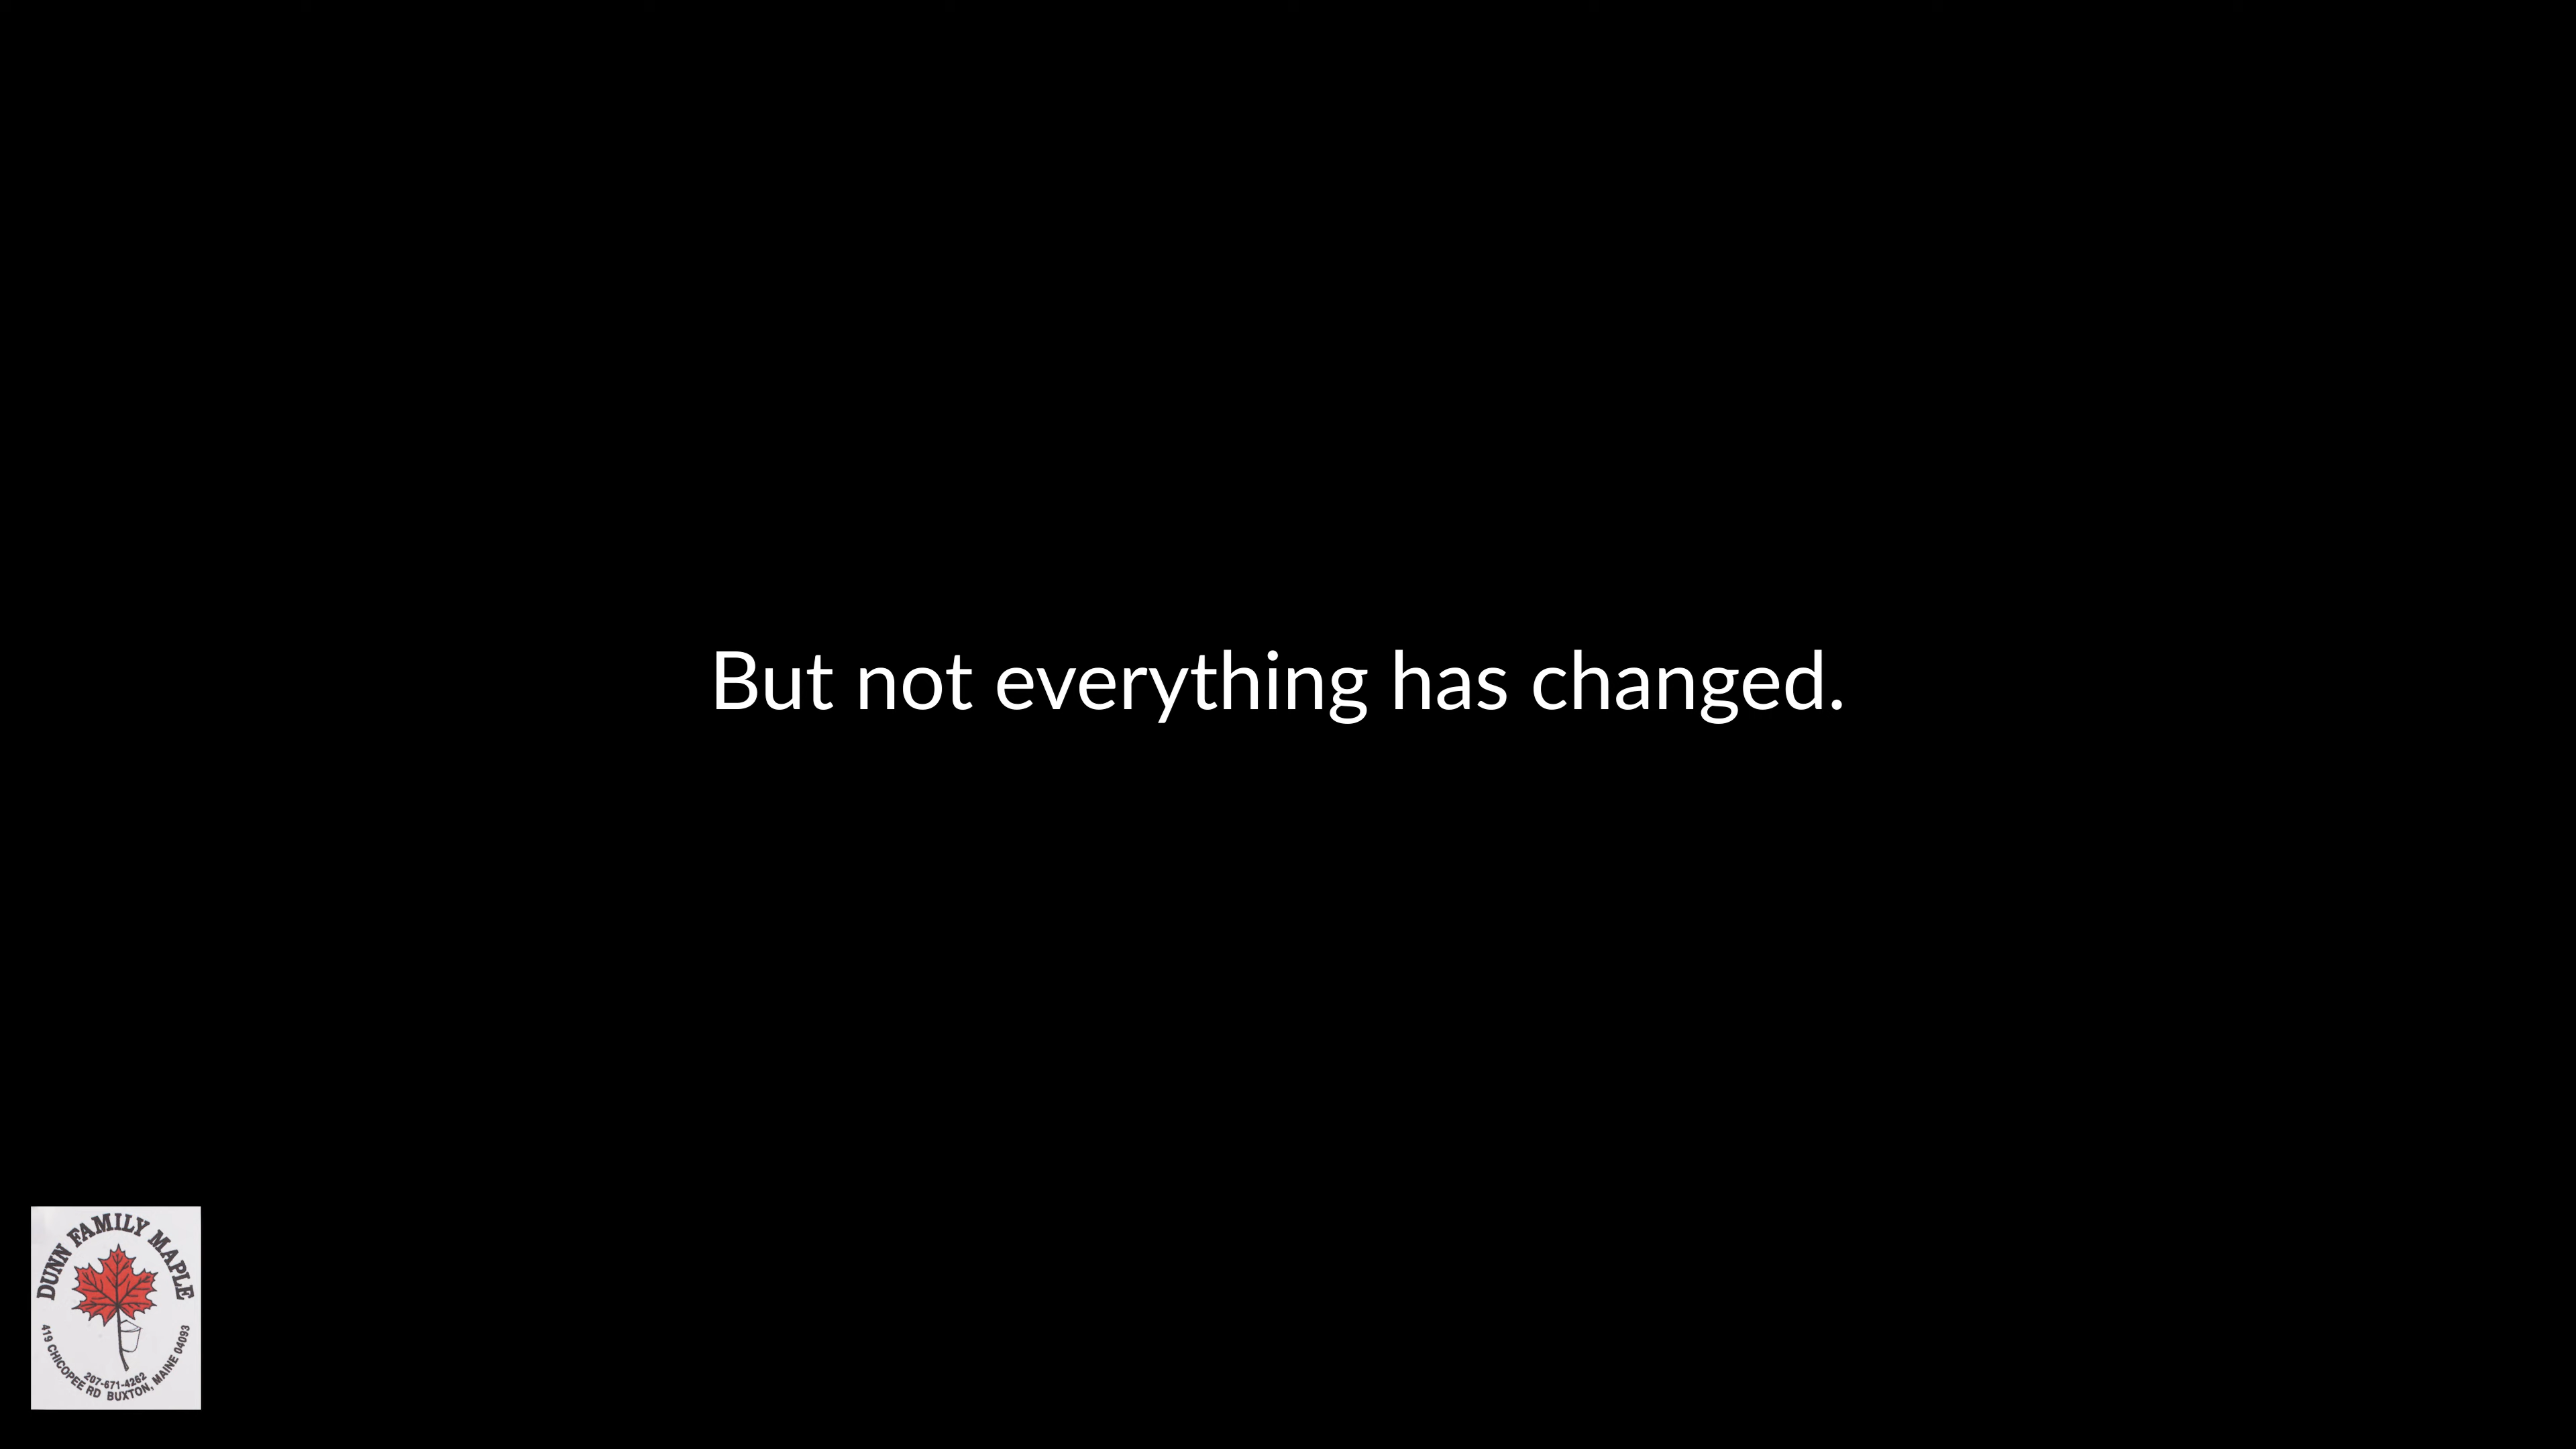 But not everything has changed.
DUNN FAMILY MAPLE
207-671-4262
419 CHICOPEE RD BUXTON, MAINE 04093